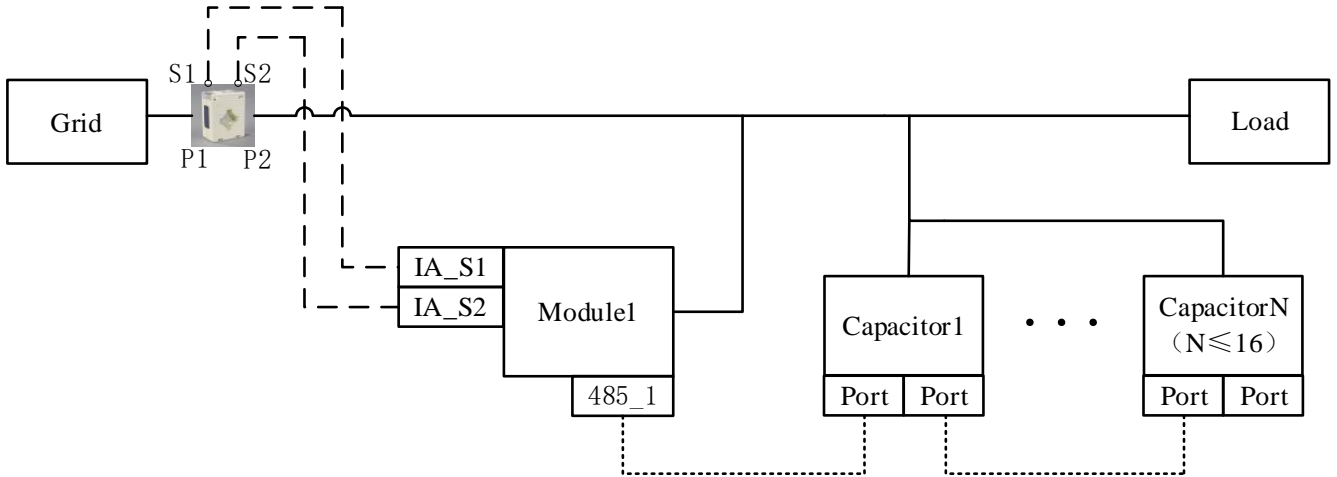 S1
S2
Grid
Load
P1
P2
IA_S1
IA_S2
Module1
485_1
Capacitor1
• • •
CapacitorN
（N≤16）
Port
Port
Port
Port